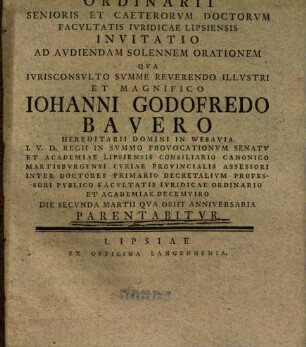 ORDINARII
SENIORIS ET CAETERORVM DOCTORVM
FACVLTATIS IVRIDICAE LIPSIENSIS
INVITATIO
AD AVDIENDAM SOLENNEM ORATIONEM
QVA
IVRISCONSVLTO SVMME REVERENDO ILLVSTRI
ET MAGNIFICO
IOHANNI GODOFREDO
BAVERO
HEREDITARII DOMINI IN WEBAVIA
I. V. D. REGII IN SVMMO PROVOCATIONVM SENATV
ET ACADEMIAE LIPSIENSIS CONSILIARIO CANONICO
MARTISBVRGENSI CVRIAE PROVINCIALIS ASSESSORI
INTER DOCTORES PRIMARIO DECRETALIVM PROFES-
SORI PVBLICO FACVLTATIS IVRIDICAE ORDINARIO
ET ACADEMIAE DECEMVIRO
DIE SECVNDA MARTII QVA OBIIT ANNIVERSARIA
PARENTABITVR
LIPSIAE
EX OFFICINA LANGENHEMIA.